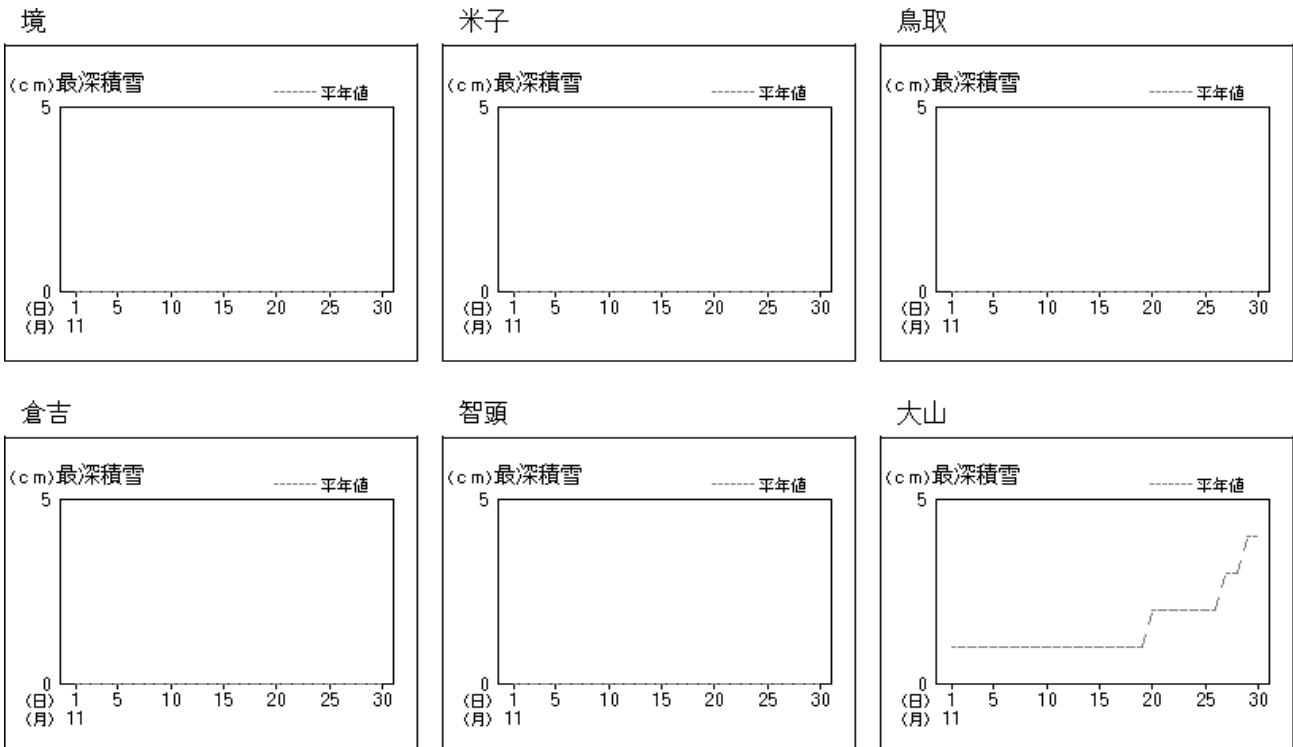 境
(cm)最深積雪
------ 平年値
5
0
(日) 1 5 10 15 20 25 30
(月) 11
米子
(cm)最深積雪
------ 平年値
5
0
(日) 1 5 10 15 20 25 30
(月) 11
鳥取
(cm)最深積雪
------ 平年値
5
0
(日) 1 5 10 15 20 25 30
(月) 11
倉吉
(cm)最深積雪
------ 平年値
5
0
(日) 1 5 10 15 20 25 30
(月) 11
智頭
(cm)最深積雪
------ 平年値
5
0
(日) 1 5 10 15 20 25 30
(月) 11
大山
(cm)最深積雪
------ 平年値
5
0
(日) 1 5 10 15 20 25 30
(月) 11